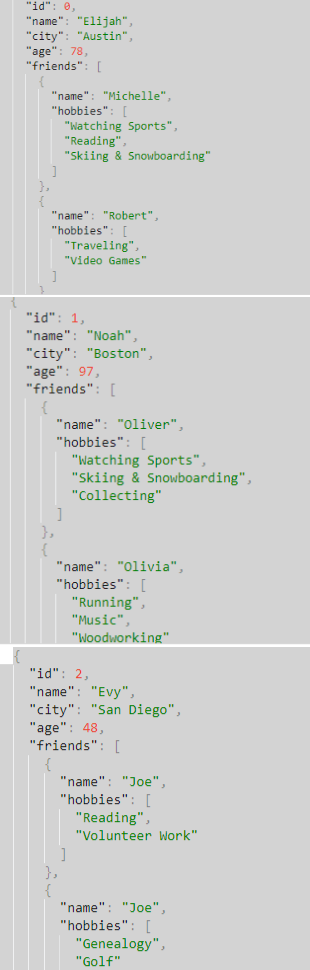 "id": 0,
"name": "Elijah",
"city": "Austin",
"age": 78,
"friends": [
{
"name": "Michelle",
"hobbies": [
"Watching Sports",
"Reading",
"Skiing & Snowboarding"
]
},
{
"name": "Robert",
"hobbies": [
"Traveling",
"Video Games"
]
}
{
"id": 1,
"name": "Noah",
"city": "Boston",
"age": 97,
"friends": [
{
"name": "Oliver",
"hobbies": [
"Watching Sports",
"Skiing & Snowboarding",
"Collecting"
]
},
{
"name": "Olivia",
"hobbies": [
"Running",
"Music",
"Woodworking"
{
"id": 2,
"name": "Evy",
"city": "San Diego",
"age": 48,
"friends": [
{
"name": "Joe",
"hobbies": [
"Reading",
"Volunteer Work"
]
},
{
"name": "Joe",
"hobbies": [
"Genealogy",
"Golf"